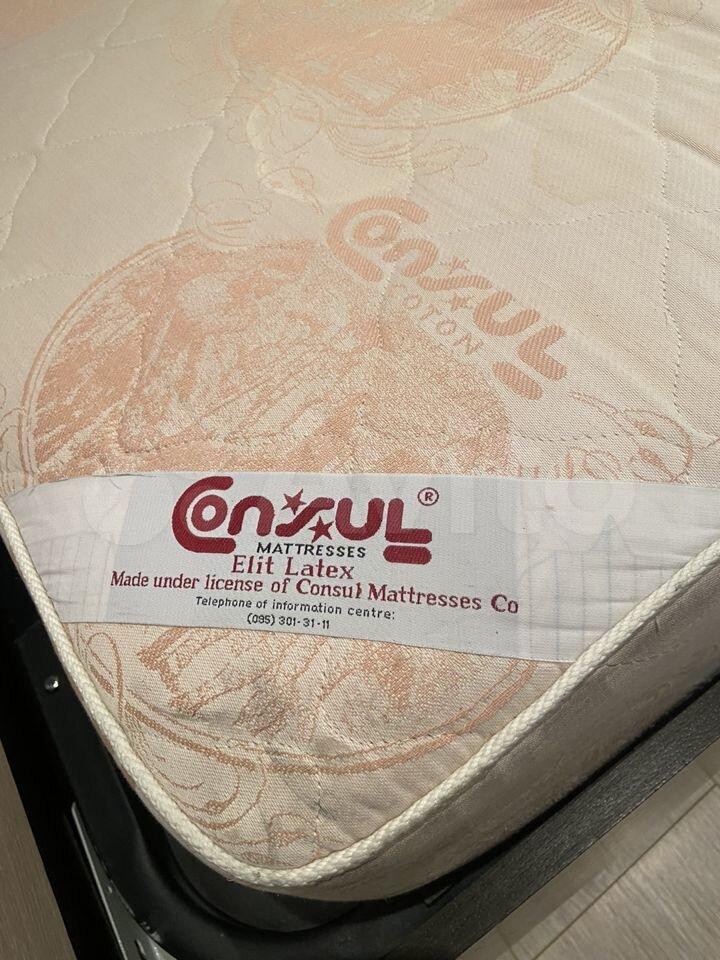 Consul
COTON
Consul®
MATTRESSES
Elit Latex
Made under license of Consul Mattresses Co
Telephone of information centre:
(095) 301-31-11